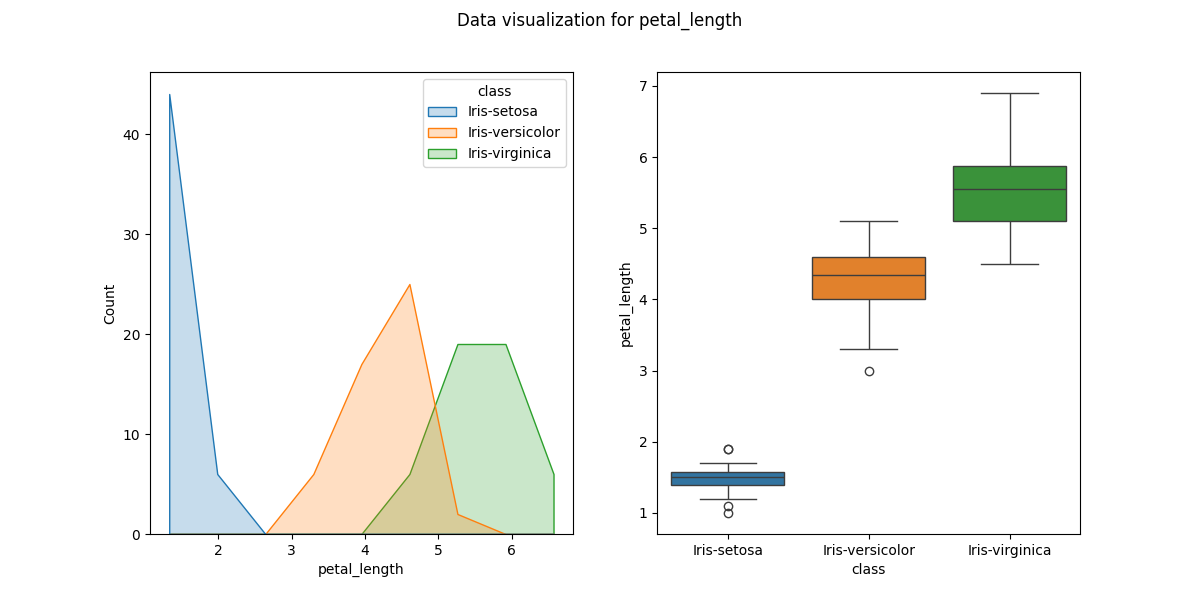 Data visualization for petal_length
class
Iris-setosa
Iris-versicolor
Iris-virginica
40
30
20
10
0
Count
2 3 4 5 6
petal_length
7
6
5
4
3
2
1
petal_length
Iris-setosa Iris-versicolor Iris-virginica
class